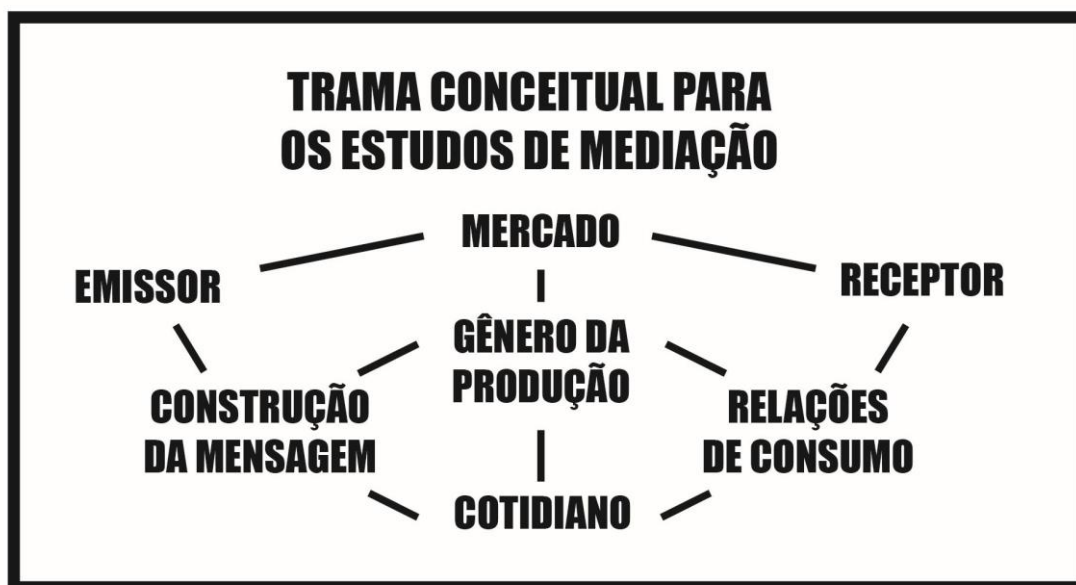 TRAMA CONCEITUAL PARA
OS ESTUDOS DE MEDIAÇÃO
MERCADO
EMISSOR
RECEPTOR
GÊNERO DA
PRODUÇÃO
CONSTRUÇÃO
DA MENSAGEM
RELAÇÕES
DE CONSUMO
COTIDIANO